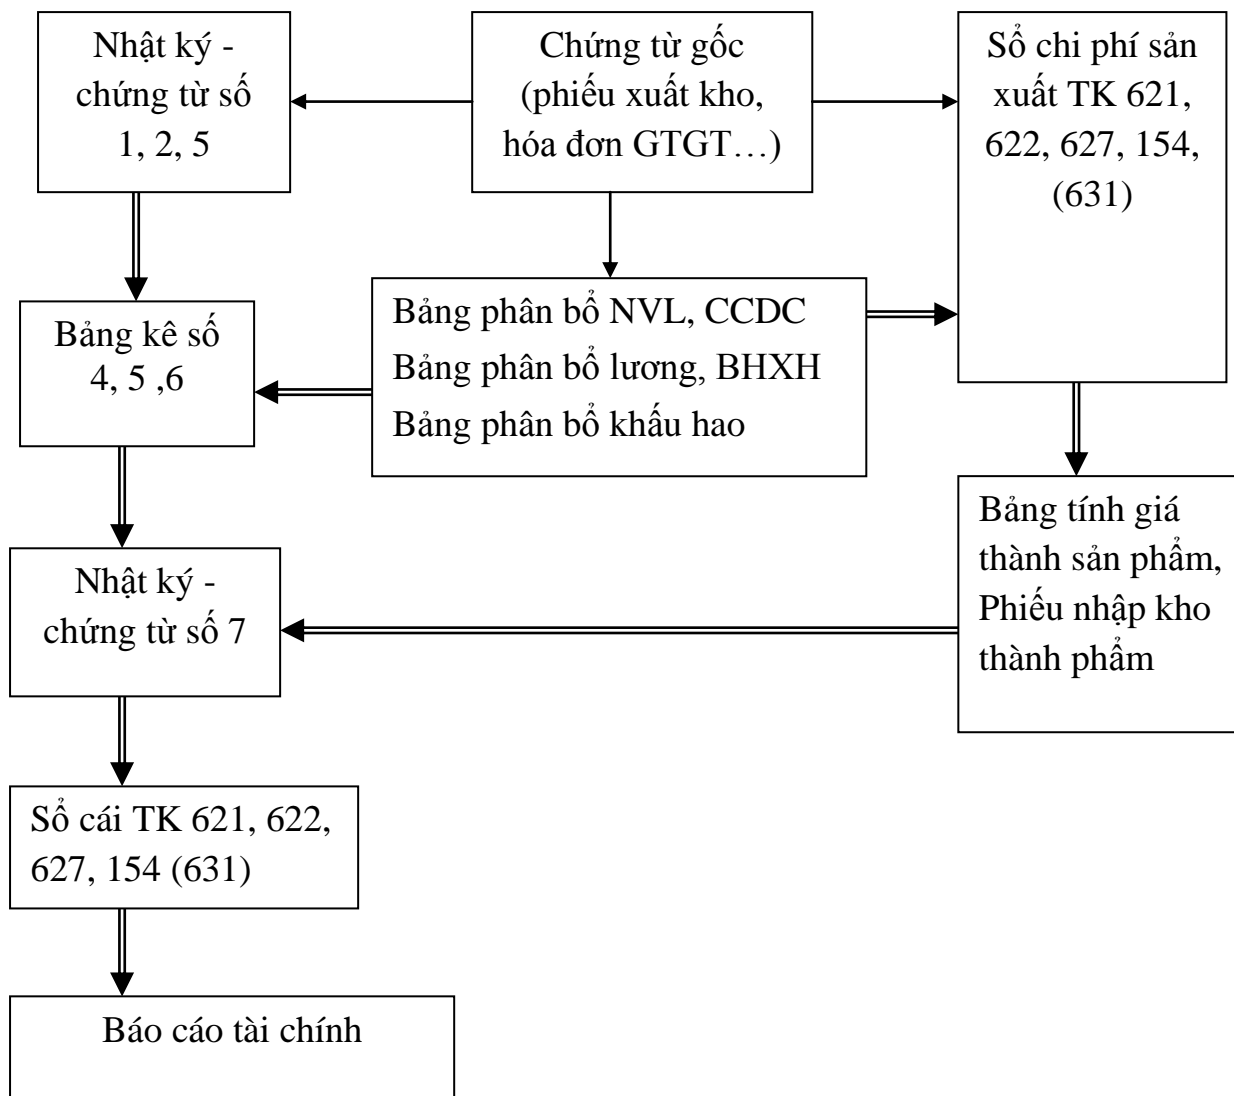 Nhật ký -
chứng từ số
1, 2, 5
Chứng từ gốc
(phiếu xuất kho,
hóa đơn GTGT…)
Sổ chi phí sản
xuất TK 621,
622, 627, 154,
(631)
Bảng kê số
4, 5 ,6
Bảng phân bổ NVL, CCDC
Bảng phân bổ lương, BHXH
Bảng phân bổ khấu hao
Nhật ký -
chứng từ số 7
Bảng tính giá
thành sản phẩm,
Phiếu nhập kho
thành phẩm
Sổ cái TK 621, 622,
627, 154 (631)
Báo cáo tài chính